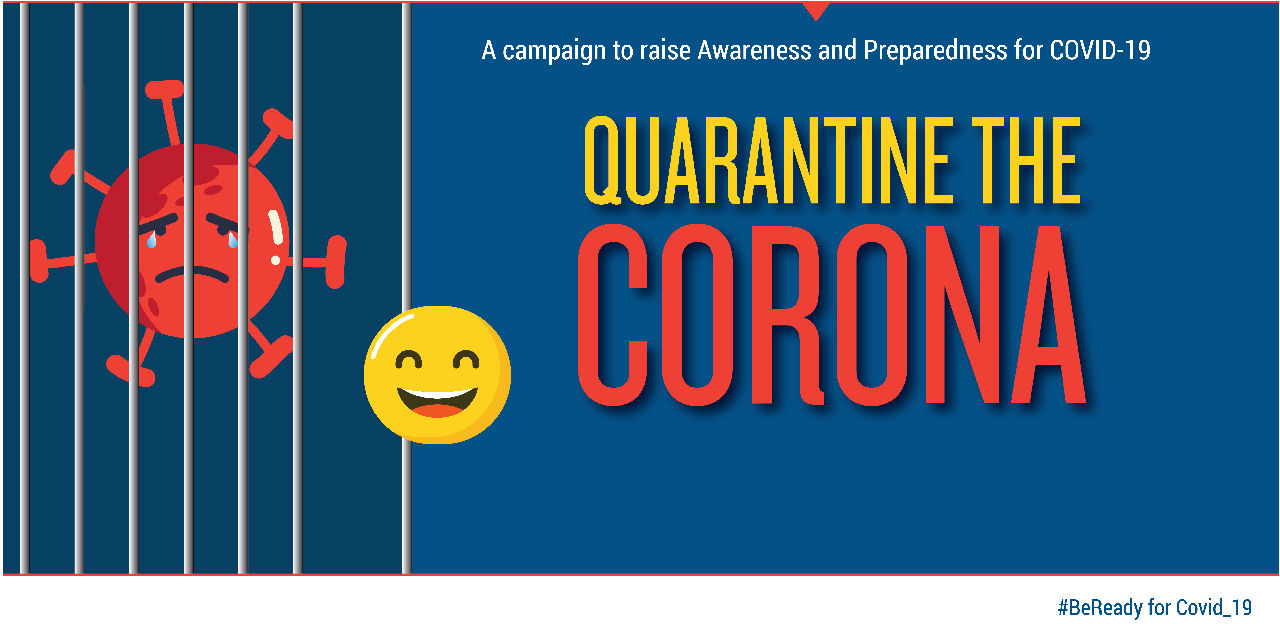 A campaign to raise Awareness and Preparedness for COVID-19
QUARANTINE THE
CORONA
#BeReady for Covid_19